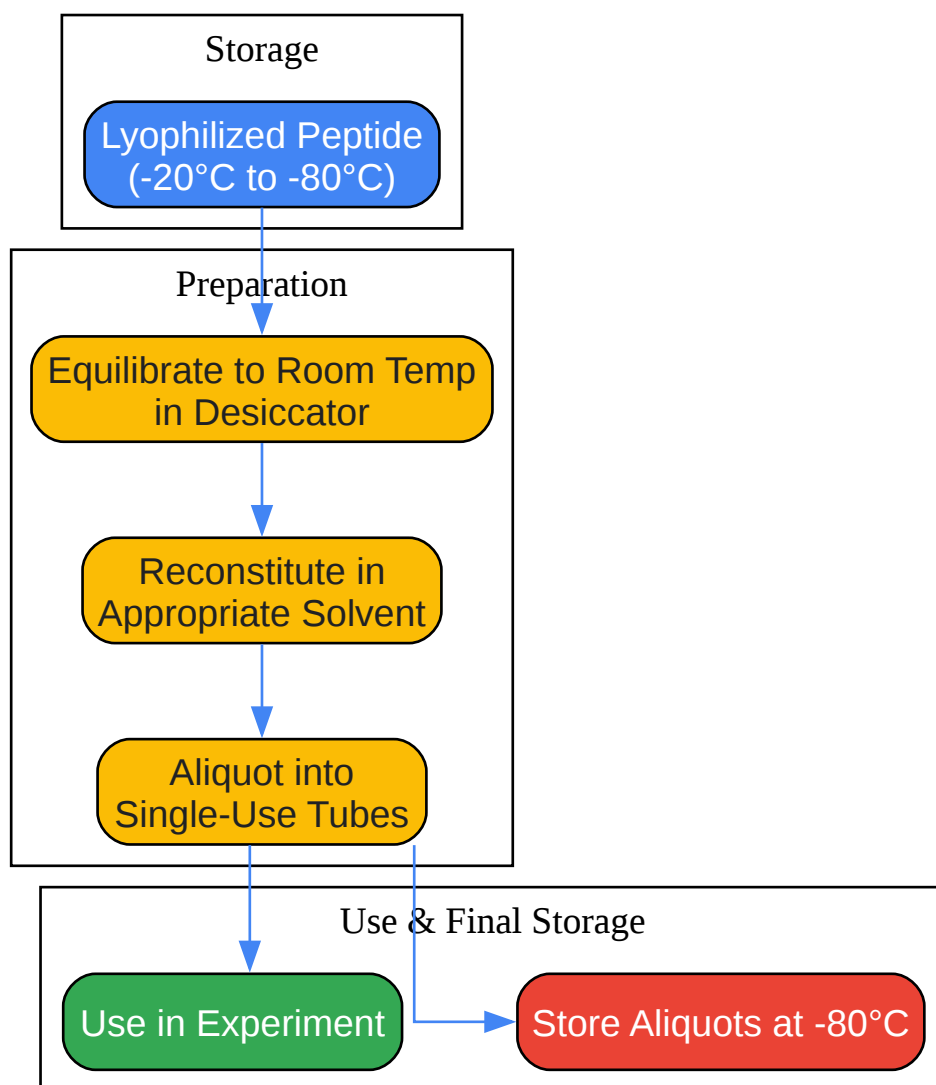 Storage
Lyophilized Peptide
(-20°C to -80°C)
Preparation
Equilibrate to Room Temp
in Desiccator
Reconstitute in
Appropriate Solvent
Aliquot into
Single-Use Tubes
Use & Final Storage
Use in Experiment
Store Aliquots at -80°C